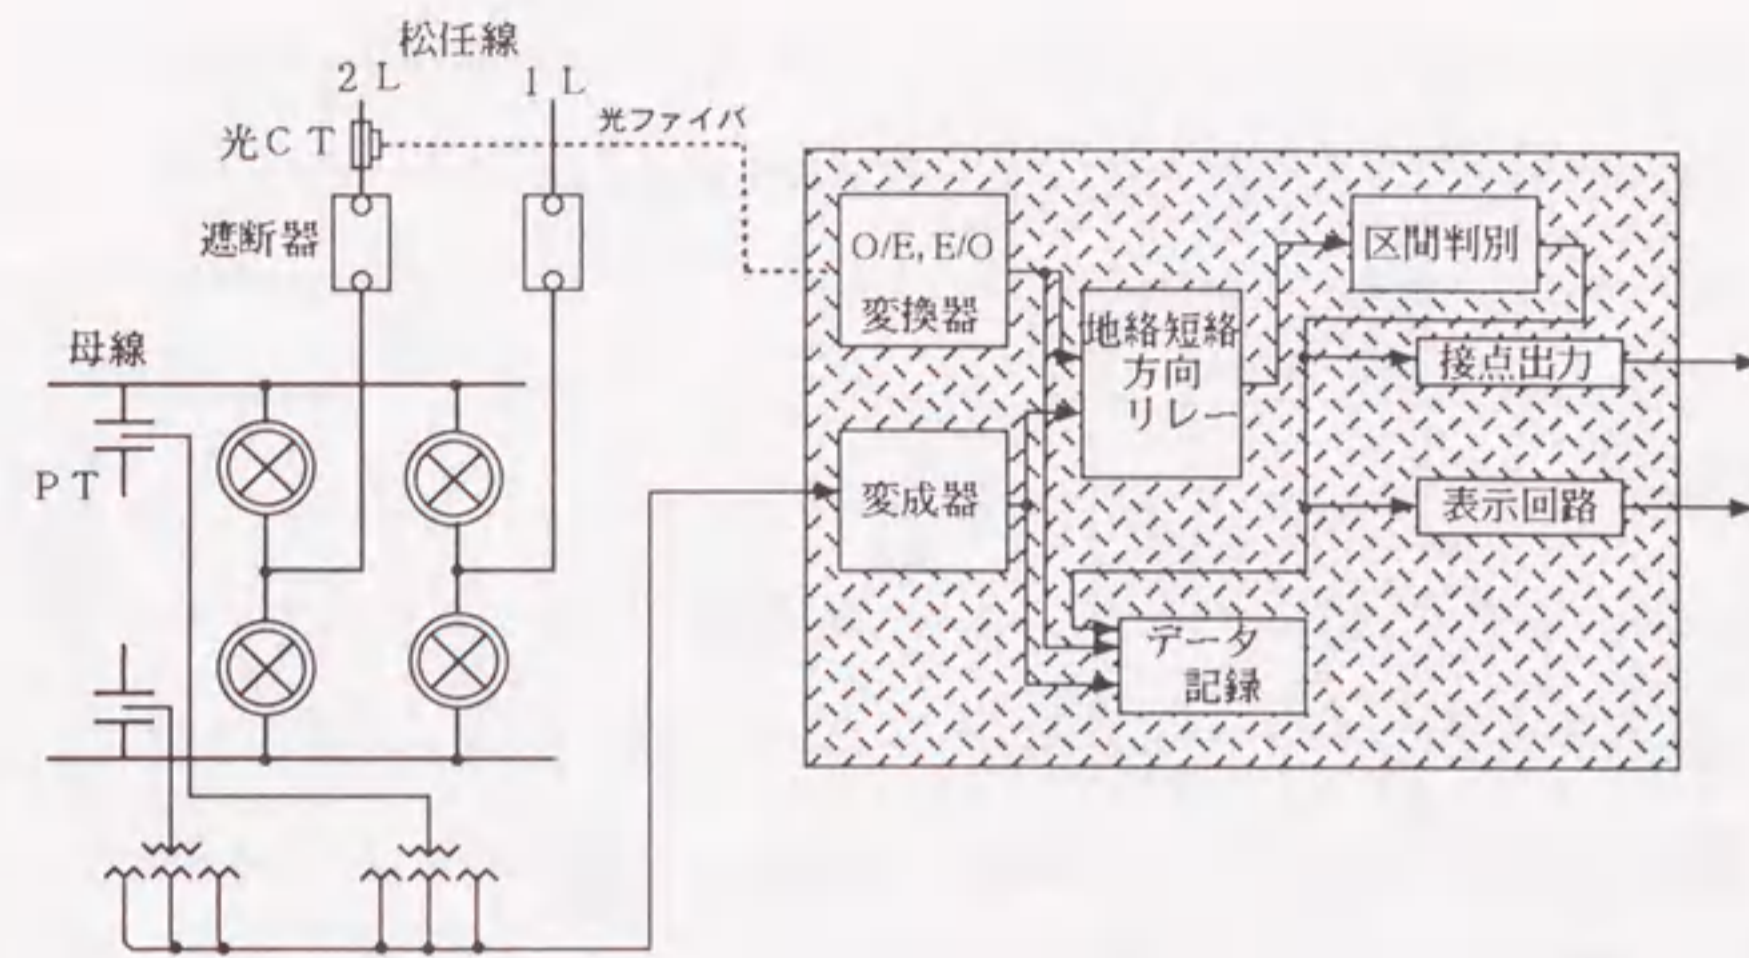 松任線
2 L
1 L
光CT
光ファイバ
遮断器
母線
PT
O/E, E/O
変換器
変成器
地絡短絡
方向
リレー
区間判別
接点出力
表示回路
データ
記録